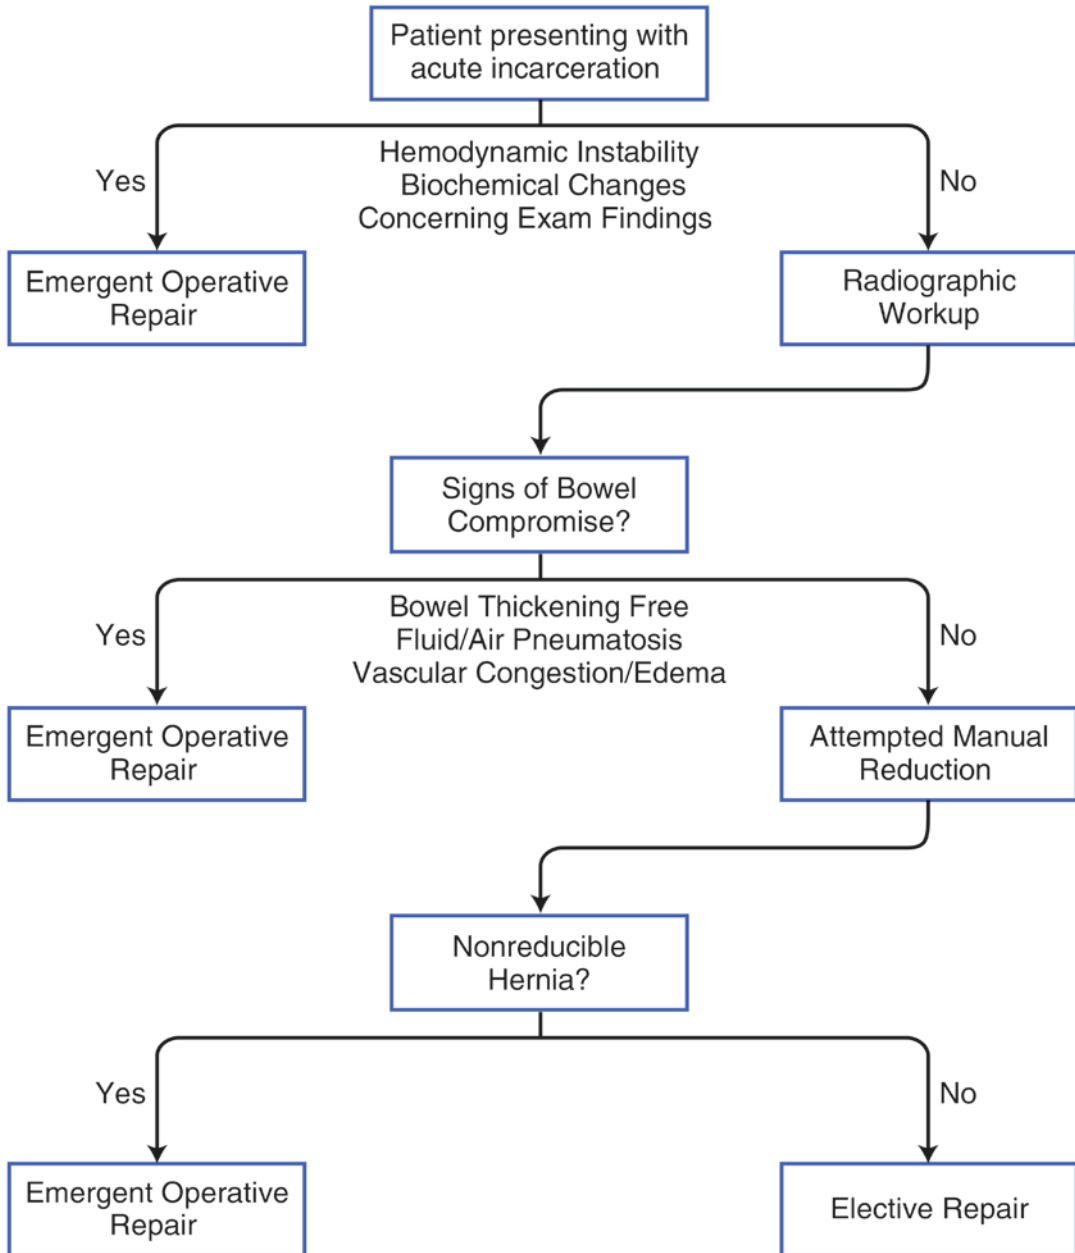 Patient presenting with
acute incarceration
Hemodynamic Instability
Biochemical Changes
Concerning Exam Findings
Yes
No
Emergent Operative
Repair
Radiographic
Workup
Signs of Bowel
Compromise?
Bowel Thickening Free
Fluid/Air Pneumatosis
Vascular Congestion/Edema
Yes
No
Emergent Operative
Repair
Attempted Manual
Reduction
Nonreducible
Hernia?
Yes
No
Emergent Operative
Repair
Elective Repair